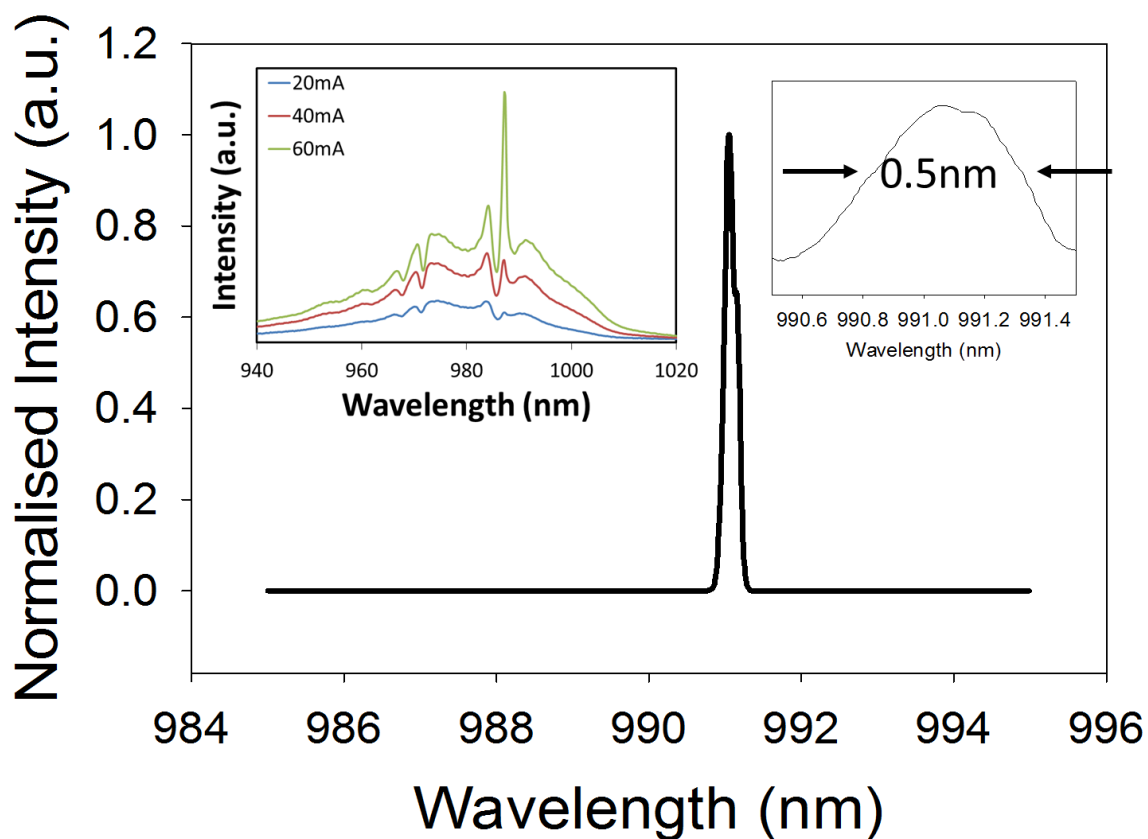 Normalised Intensity (a.u.)
1.2
1.0
0.8
0.6
0.4
0.2
0.0
984 986 988 990 992 994 996
Wavelength (nm)
Intensity (a.u.)
20mA
40mA
60mA
940 960 980 1000 1020
Wavelength (nm)
0.5nm
990.6 990.8 991.0 991.2 991.4
Wavelength (nm)